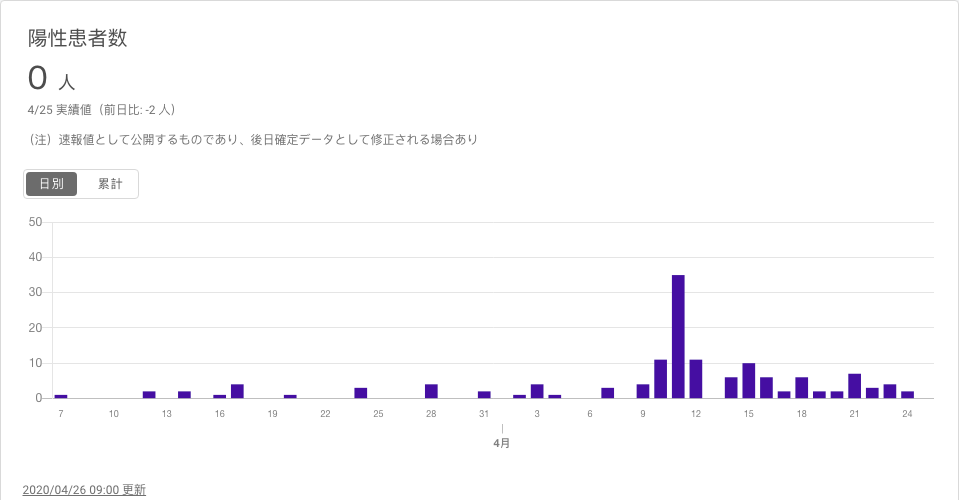 陽性患者数
0 人
4/25 実績値（前日比: -2 人）
（注）速報値として公開するものであり、後日確定データとして修正される場合あり
日別 累計
50
40
30
20
10
0
7 10 13 16 19 22 25 28 31 3 6 9 12 15 18 21 24
4月
2020/04/26 09:00 更新